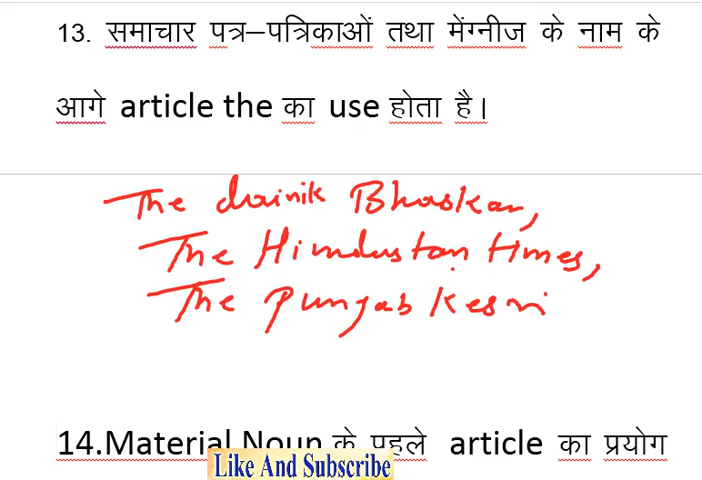 13. समाचार पत्र–पत्रिकाओं तथा मेंग्नीज के नाम के
आगे article the का use होता है।
The dainik Bhaskar,
The Hindustan times,
The Punjab Kesri
14.Material Noun के पहले article का प्रयोग
Like And Subscribe